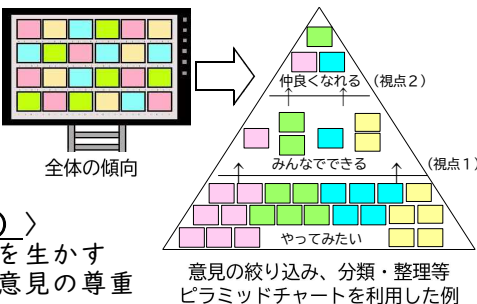 仲良くなれる (視点2)
全体の傾向
みんなでできる (視点1)
)〉
を生かす
やってみたい
意見の尊重
意見の絞り込み、分類・整理等
ピラミッドチャートを利用した例